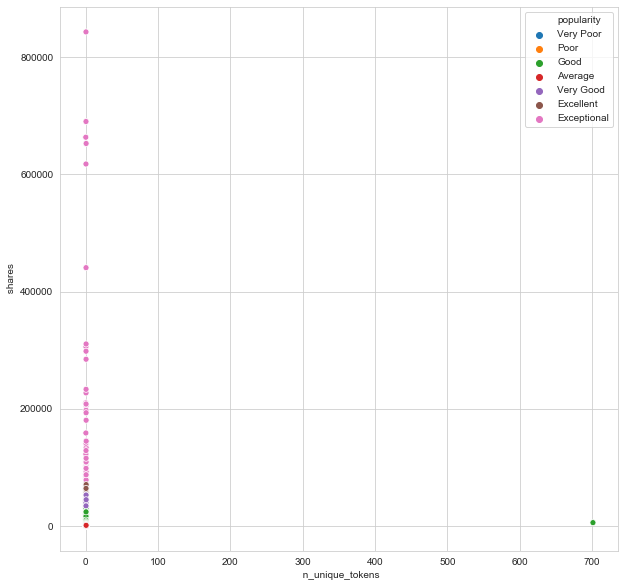 popularity
Very Poor
Poor
Good
Average
Very Good
Excellent
Exceptional
800000
600000
400000
200000
0
shares
0 100 200 300 400 500 600 700
n_unique_tokens